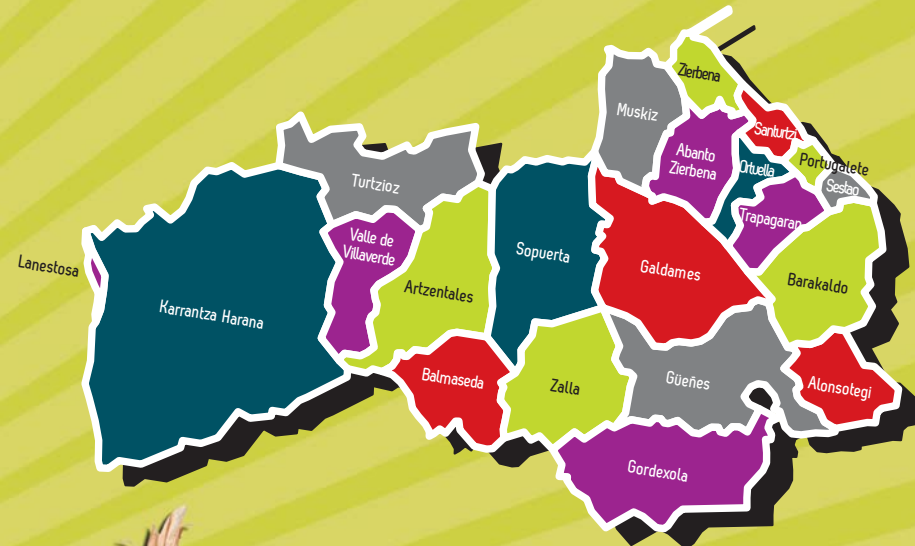 Zierbena
Muskiz
Santurtzi
Abanto
Zierbena
Ortuella
Portugalete
Sestao
Turtzioz
Trapagaran
Valle de
Villaverde
Lanestosa
Sopuerta
Galdames
Barakaldo
Artzentales
Karrantza Harana
Balmaseda
Zalla
Güeñes
Alonsotegi
Gordexola